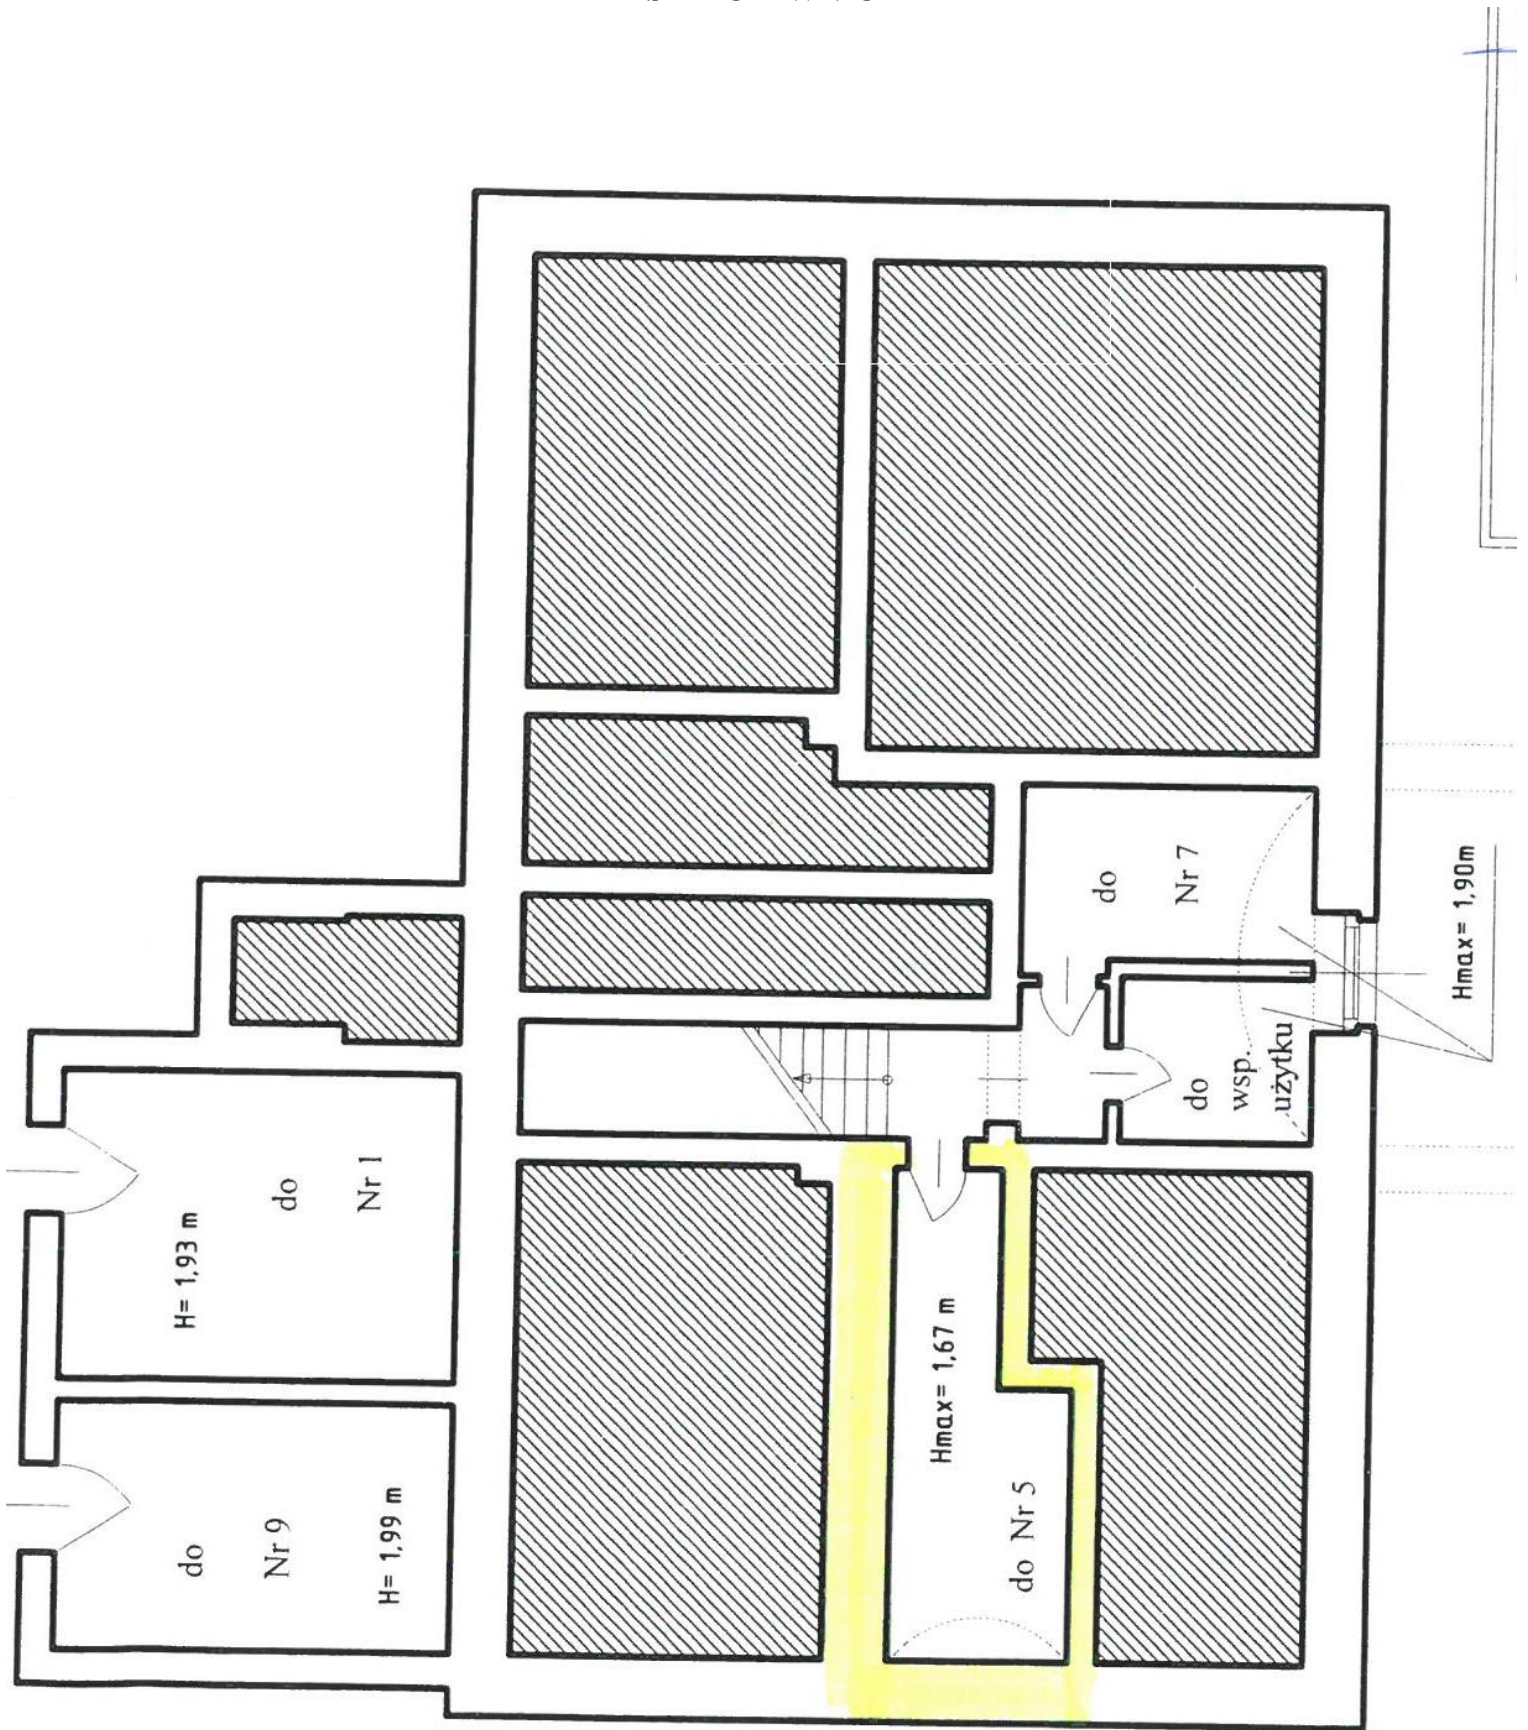 do
Nr 7
Hmax= 1,90m
do
wsp.
użytku
H= 1,93 m
do
Nr 1
Hmax= 1,67 m
do Nr 5
do
Nr 9
H= 1,99 m